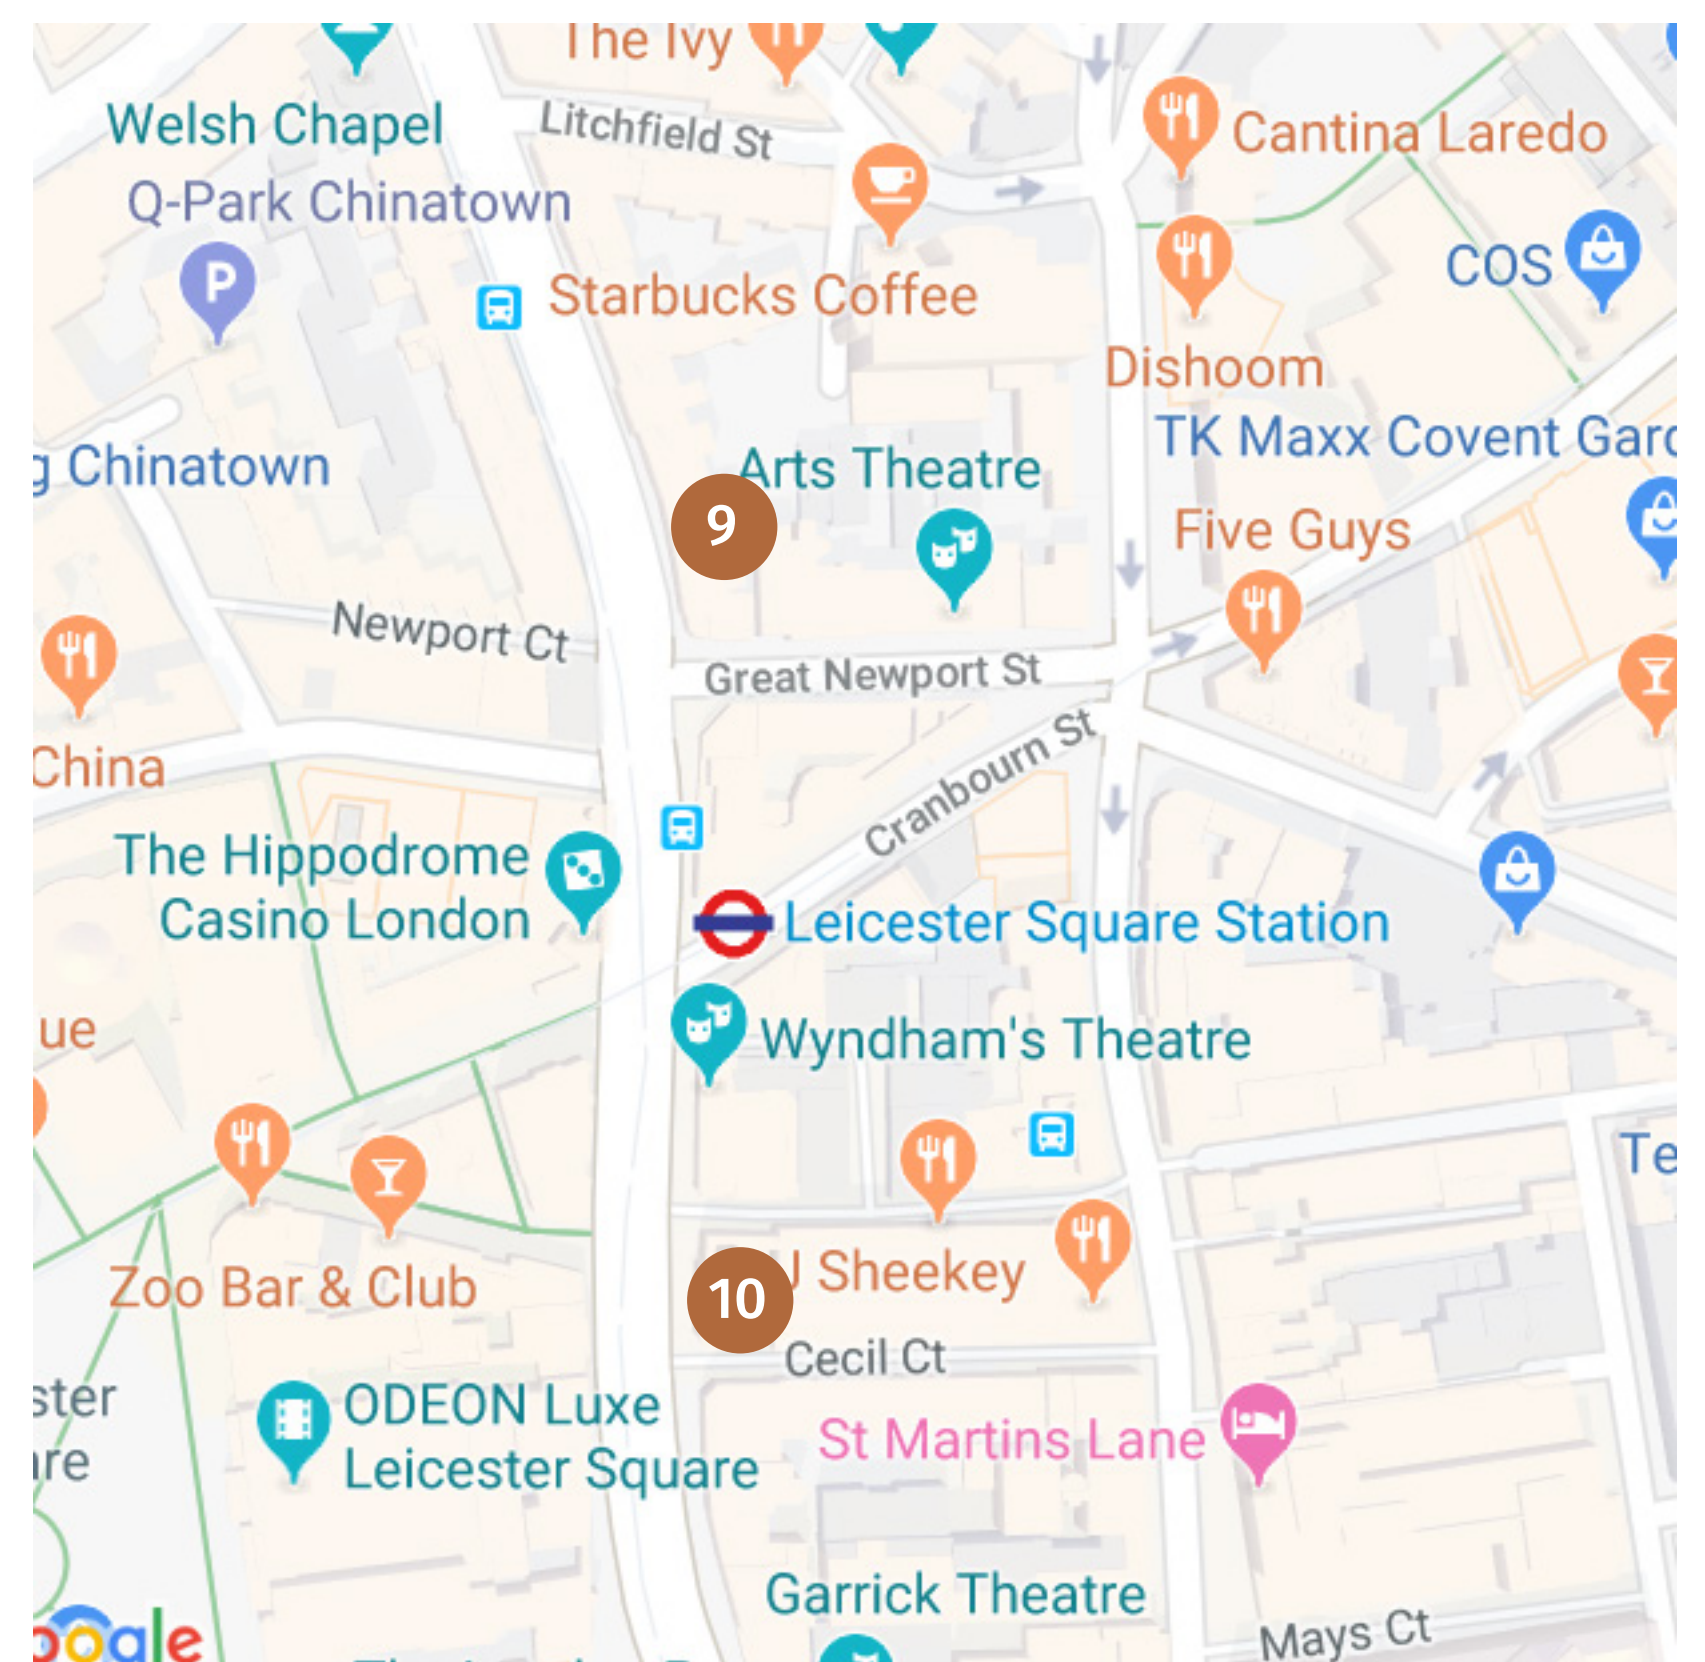 The Ivy
Litchfield St
Welsh Chapel
Cantina Laredo
Q-Park Chinatown
P
COS
Starbucks Coffee
Dishoom
TK Maxx Covent Gard
g Chinatown
Arts Theatre
9
Five Guys
Newport Ct
Great Newport St
Cranbourn St
China
The Hippodrome
Casino London
Leicester Square Station
ue
Wyndham's Theatre
Te
J Sheekey
Zoo Bar & Club
10
Cecil Ct
ster
re
ODEON Luxe
Leicester Square
St Martins Lane
Garrick Theatre
Mays Ct
oogle